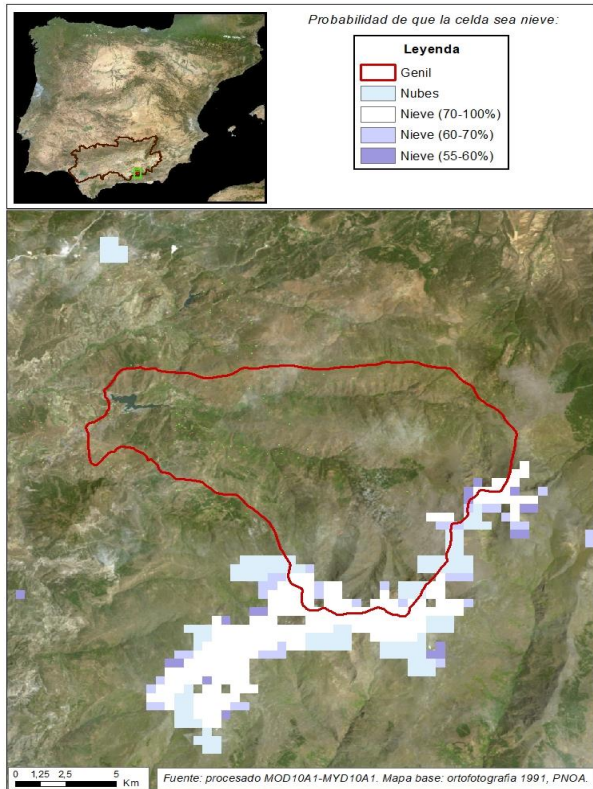 Probabilidad de que la celda sea nieve:
Leyenda
Genil
Nubes
Nieve (70-100%)
Nieve (60-70%)
Nieve (55-60%)
0 1,25 2,5 5
Km
Fuente: procesado MOD10A1-MYD10A1. Mapa base: ortofotografia 1991, PNOA.